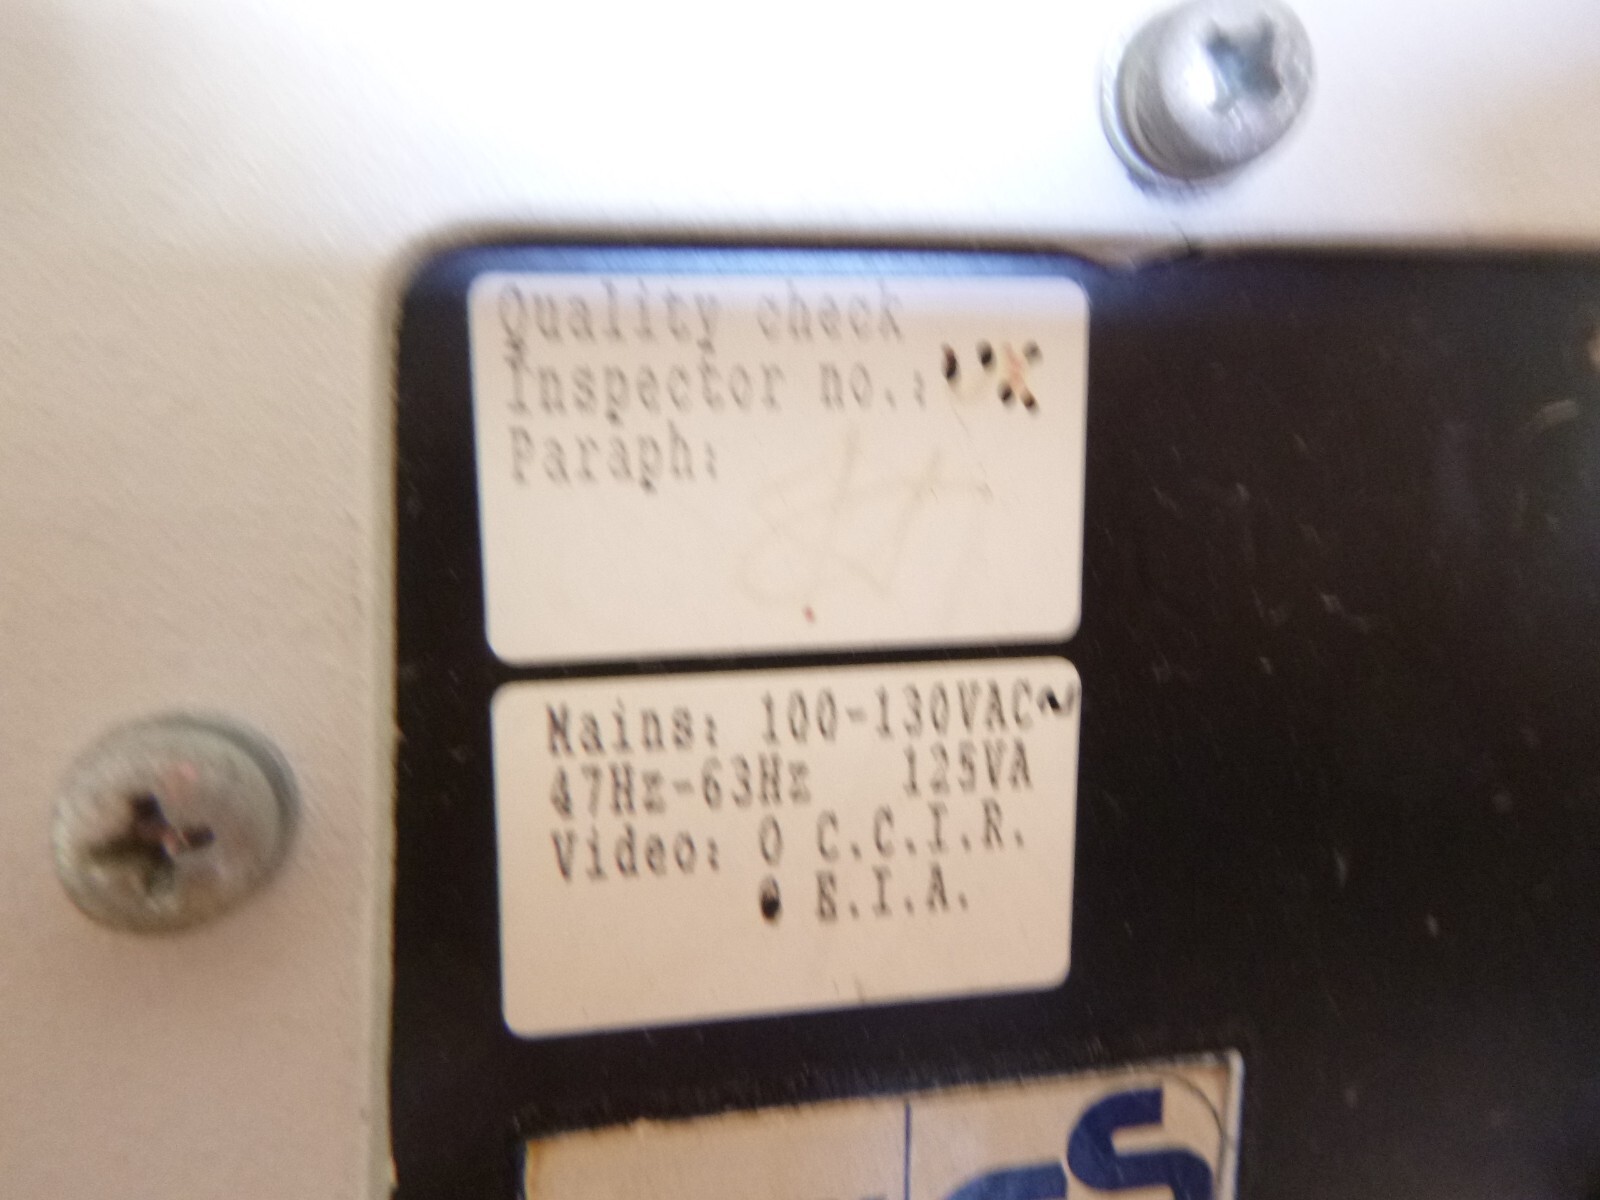 Quality check
Inspector no.:
Paraph:
Mains: 100-130VAC~
47Hz-63Hz 125VA
Video: O C.C.I.R.
● E.I.A.